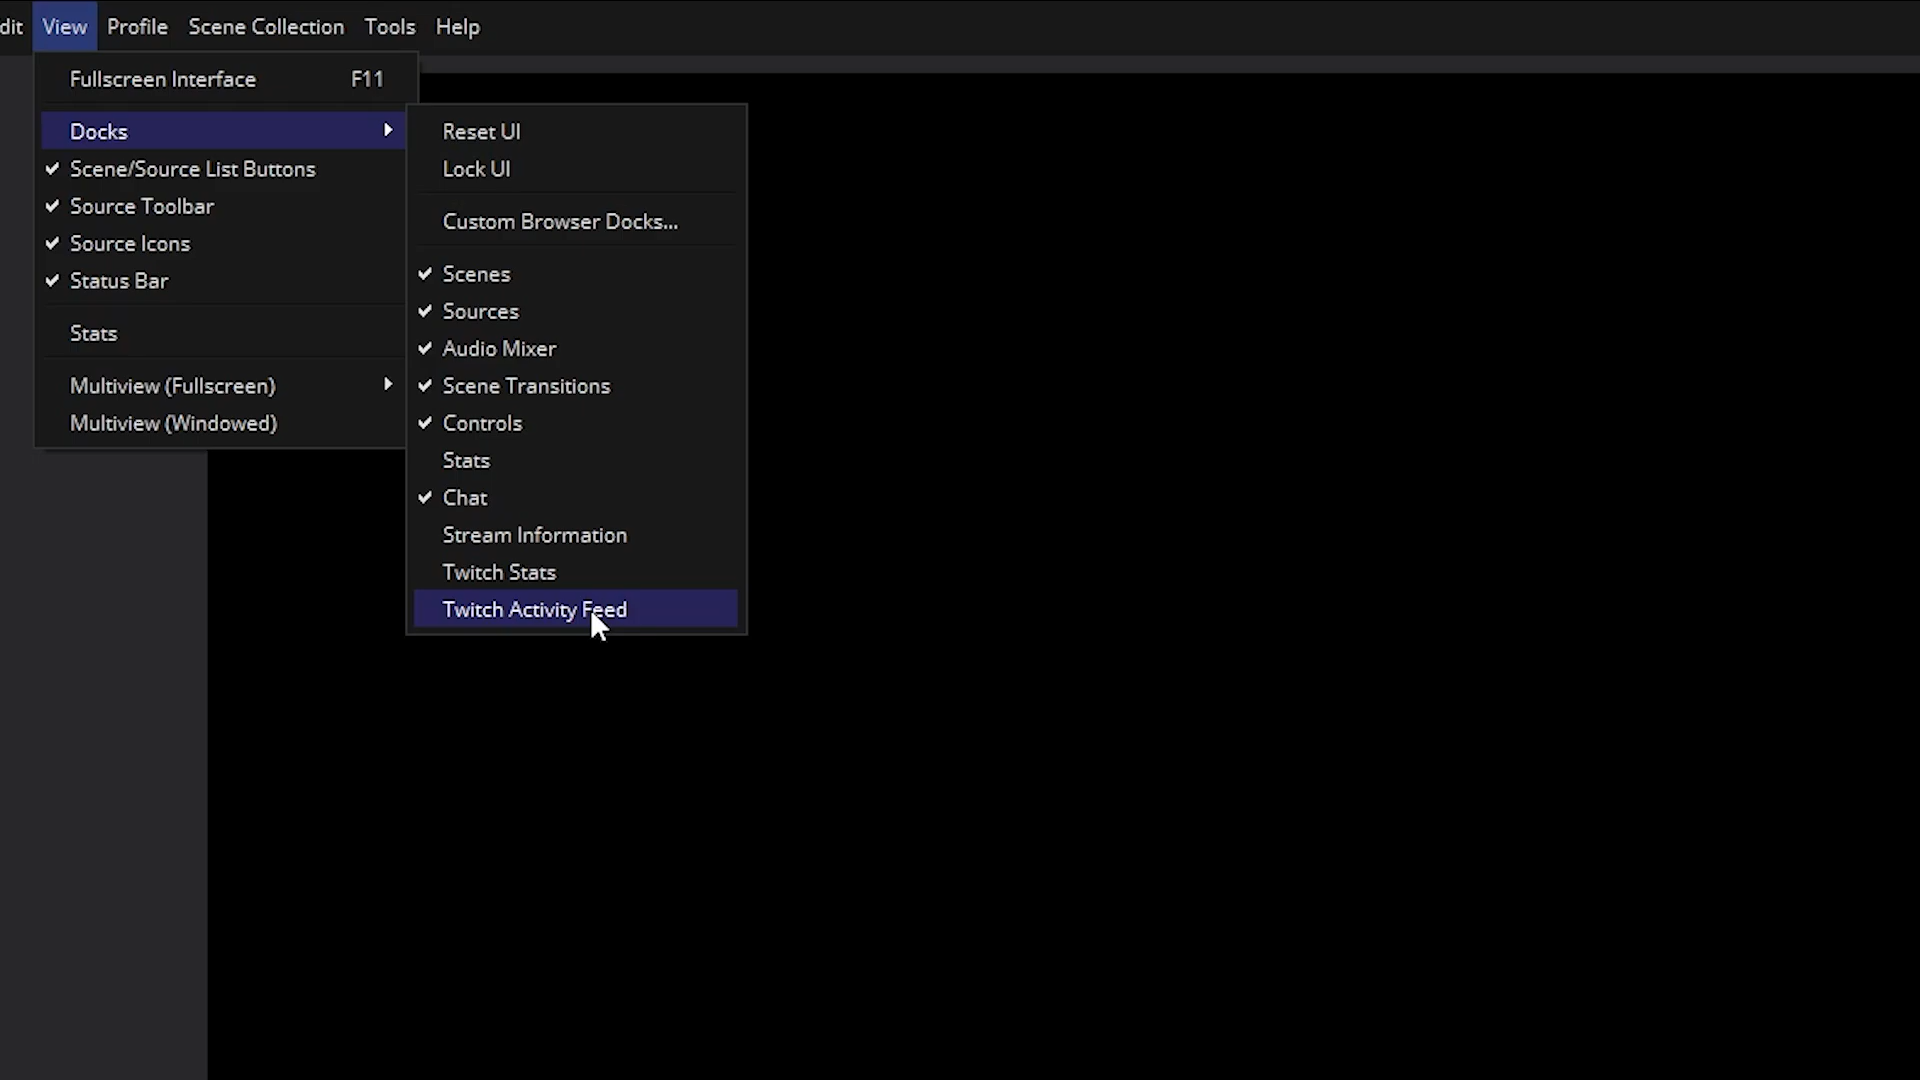 dit View Profile Scene Collection Tools Help
Fullscreen Interface F11
Docks
Scene/Source List Buttons
Source Toolbar
Source Icons
Status Bar
Stats
Multiview (Fullscreen)
Multiview (Windowed)
Reset UI
Lock UI
Custom Browser Docks...
Scenes
Sources
Audio Mixer
Scene Transitions
Controls
Stats
Chat
Stream Information
Twitch Stats
Twitch Activity Feed